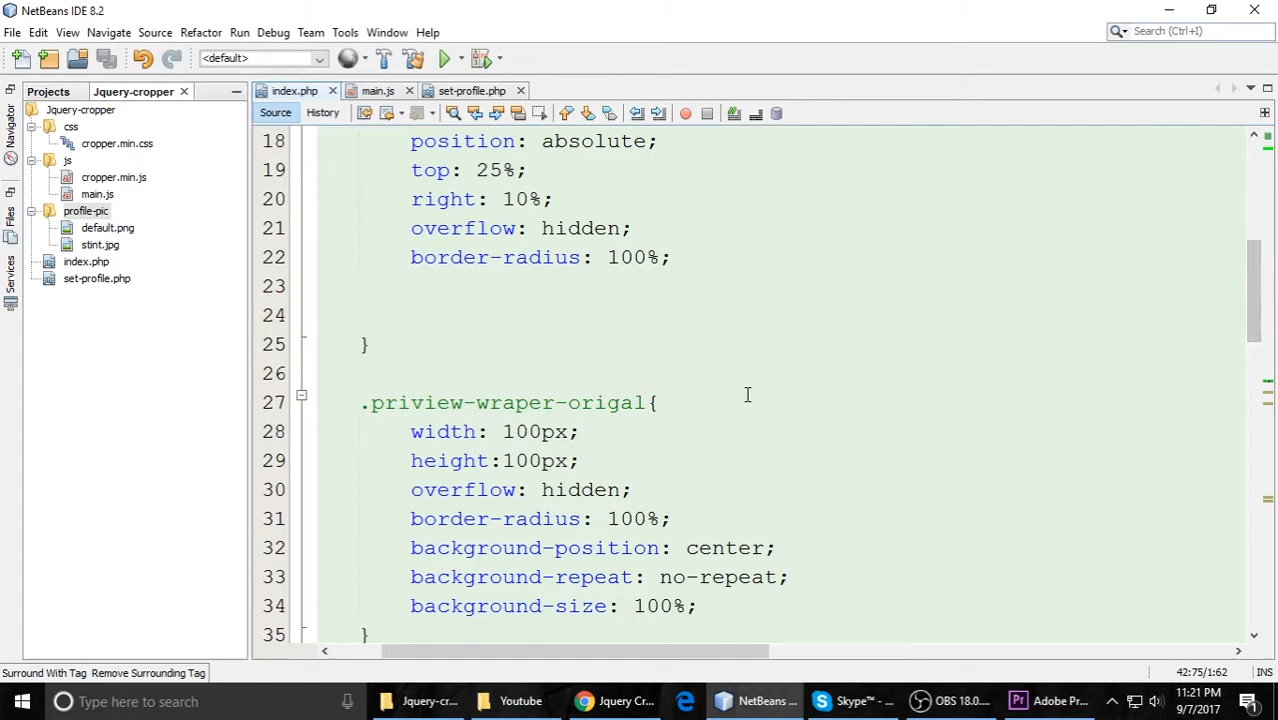 NetBeans IDE 8.2
File Edit View Navigate Source Refactor Run Debug Team Tools Window Help
Search (Ctrl+I)
<default>
Projects Jquery-cropper
index.php main.js set-profile.php
Source History
Navigator
Files
Services
Jquery-cropper
css
cropper.min.css
js
cropper.min.js
main.js
profile-pic
default.png
stint.jpg
index.php
set-profile.php
18 position: absolute;
19 top: 25%;
20 right: 10%;
21 overflow: hidden;
22 border-radius: 100%;
23
24
25 }
26
27 .priview-wraper-origal{
28 width: 100px;
29 height:100px;
30 overflow: hidden;
31 border-radius: 100%;
32 background-position: center;
33 background-repeat: no-repeat;
34 background-size: 100%;
35 }
Surround With Tag Remove Surrounding Tag
42:75/1:62 INS
Type here to search
Jquery-cr... Youtube Jquery Cr... NetBeans ... Skype™ - ... OBS 18.0.... Adobe Pr...
11:21 PM
9/7/2017
1